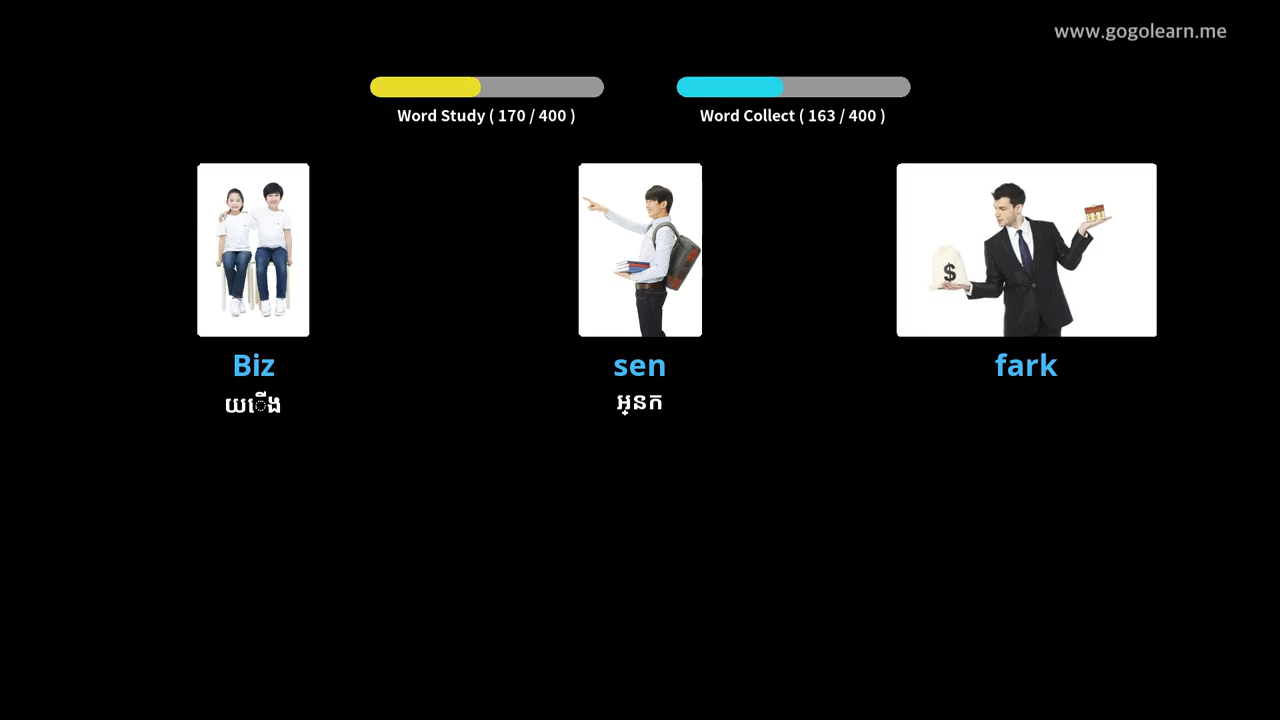 www.gogolearn.me
Word Study ( 170 / 400 )
Word Collect ( 163 / 400 )
$
Biz
sen
fark
យើង
អ្នក